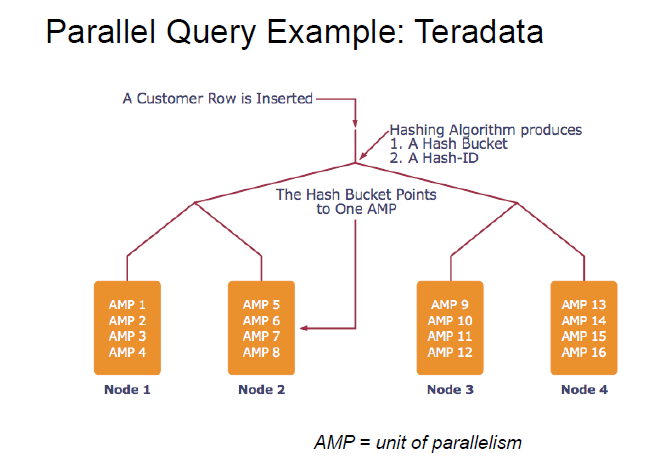 Parallel Query Example: Teradata
A Customer Row is Inserted
Hashing Algorithm produces
1. A Hash Bucket
2. A Hash-ID
The Hash Bucket Points
to One AMP
AMP 1
AMP 2
AMP 3
AMP 4
Node 1
AMP 5
AMP 6
AMP 7
AMP 8
Node 2
AMP 9
AMP 10
AMP 11
AMP 12
Node 3
AMP 13
AMP 14
AMP 15
AMP 16
Node 4
AMP = unit of parallelism